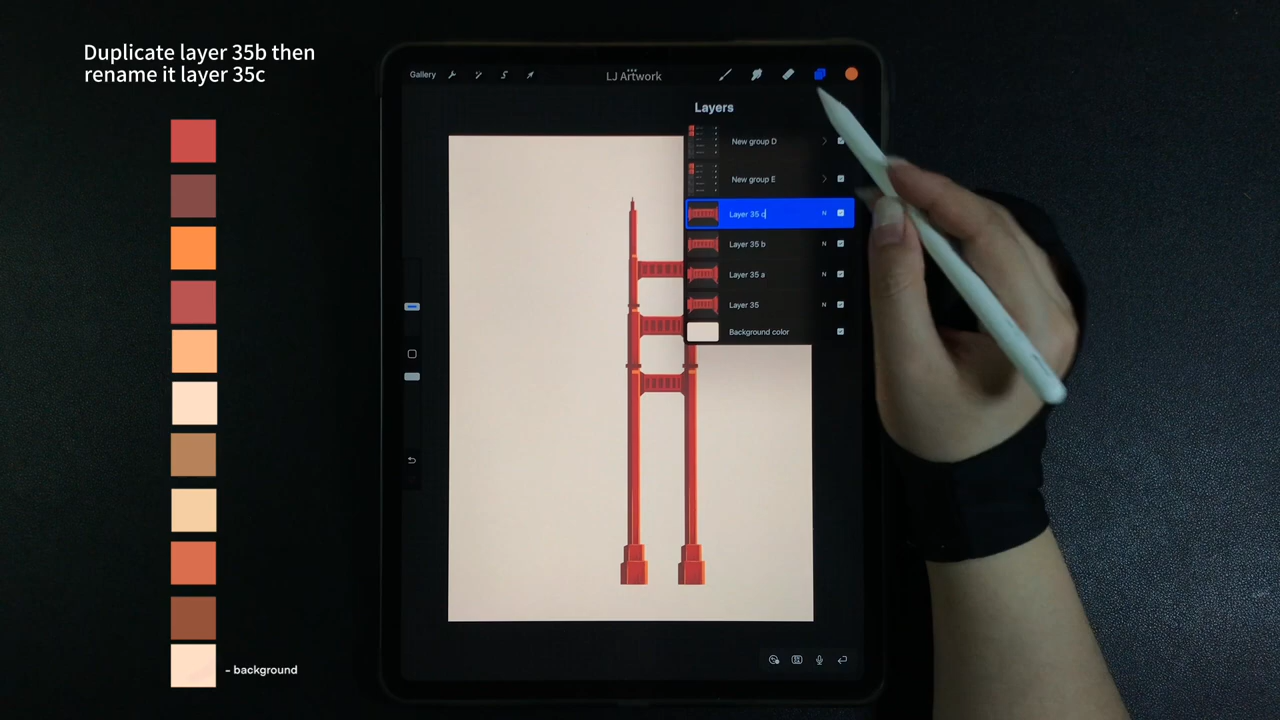 Duplicate layer 35b then
rename it layer 35c
Gallery
LJ Artwork
Layers
New group D
New group E
Layer 35 c
N
Layer 35 b
N
Layer 35 a
N
Layer 35
N
Background color
- background